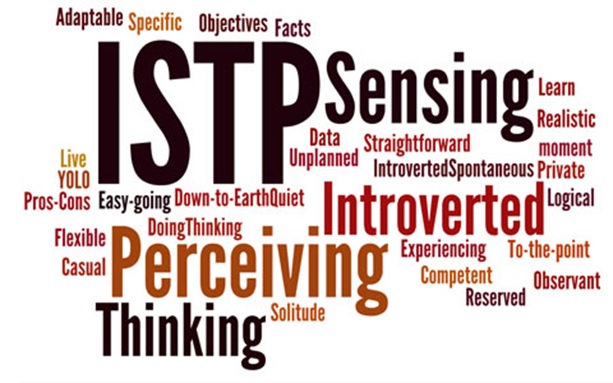 Adaptable Specific Objectives Facts
ISTP Sensing
Learn
Realistic
Data Straightforward moment
Unplanned IntrovertedSpontaneous Private
Live
YOLO
Pros-Cons Easy-going Down-to-EarthQuiet Introverted Logical
DoingThinking
Flexible Perceiving Experiencing To-the-point
Casual Competent Observant
Reserved
Thinking Solitude